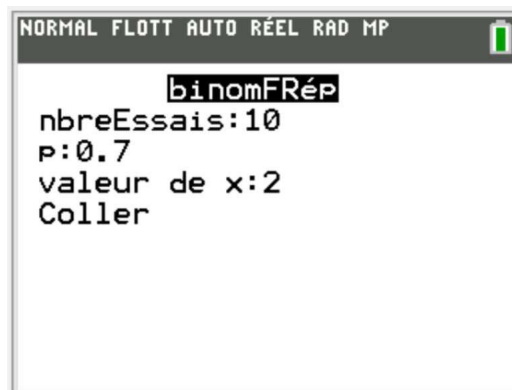 NORMAL FLOTT AUTO RÉEL RAD MP
binomFRép
nbreEssais:10
p:0.7
valeur de x:2
Coller